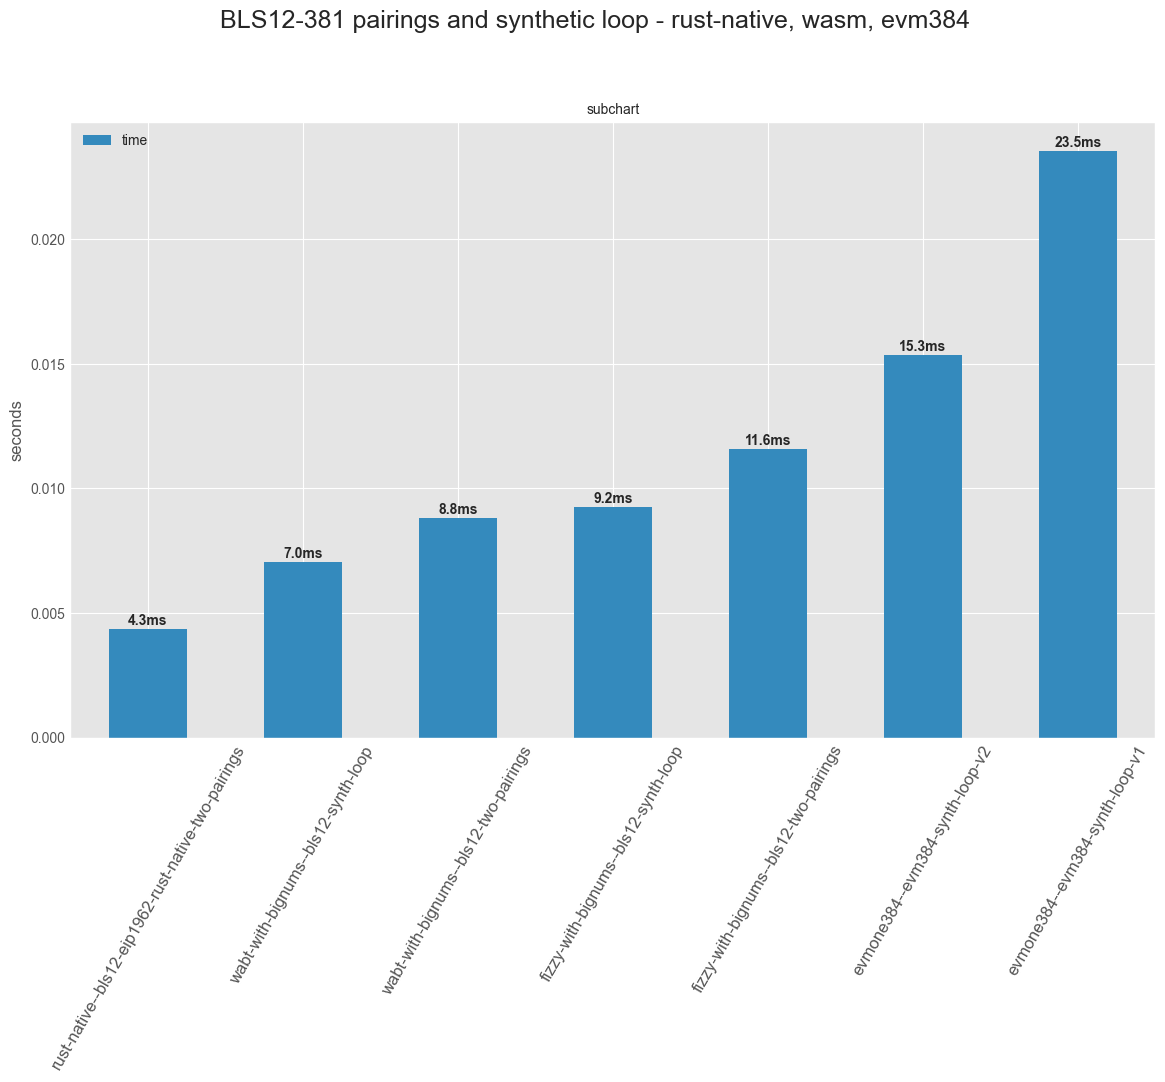 BLS12-381 pairings and synthetic loop - rust-native, wasm, evm384
subchart
time
seconds
0.020
0.015
0.010
0.005
0.000
4.3ms
7.0ms
8.8ms
9.2ms
11.6ms
15.3ms
23.5ms
rust-native--bls12-eip1962-rust-native-two-pairings
wabt-with-bignums--bls12-synth-loop
wabt-with-bignums--bls12-two-pairings
fizzy-with-bignums--bls12-synth-loop
fizzy-with-bignums--bls12-two-pairings
evmone384--evm384-synth-loop-v2
evmone384--evm384-synth-loop-v1